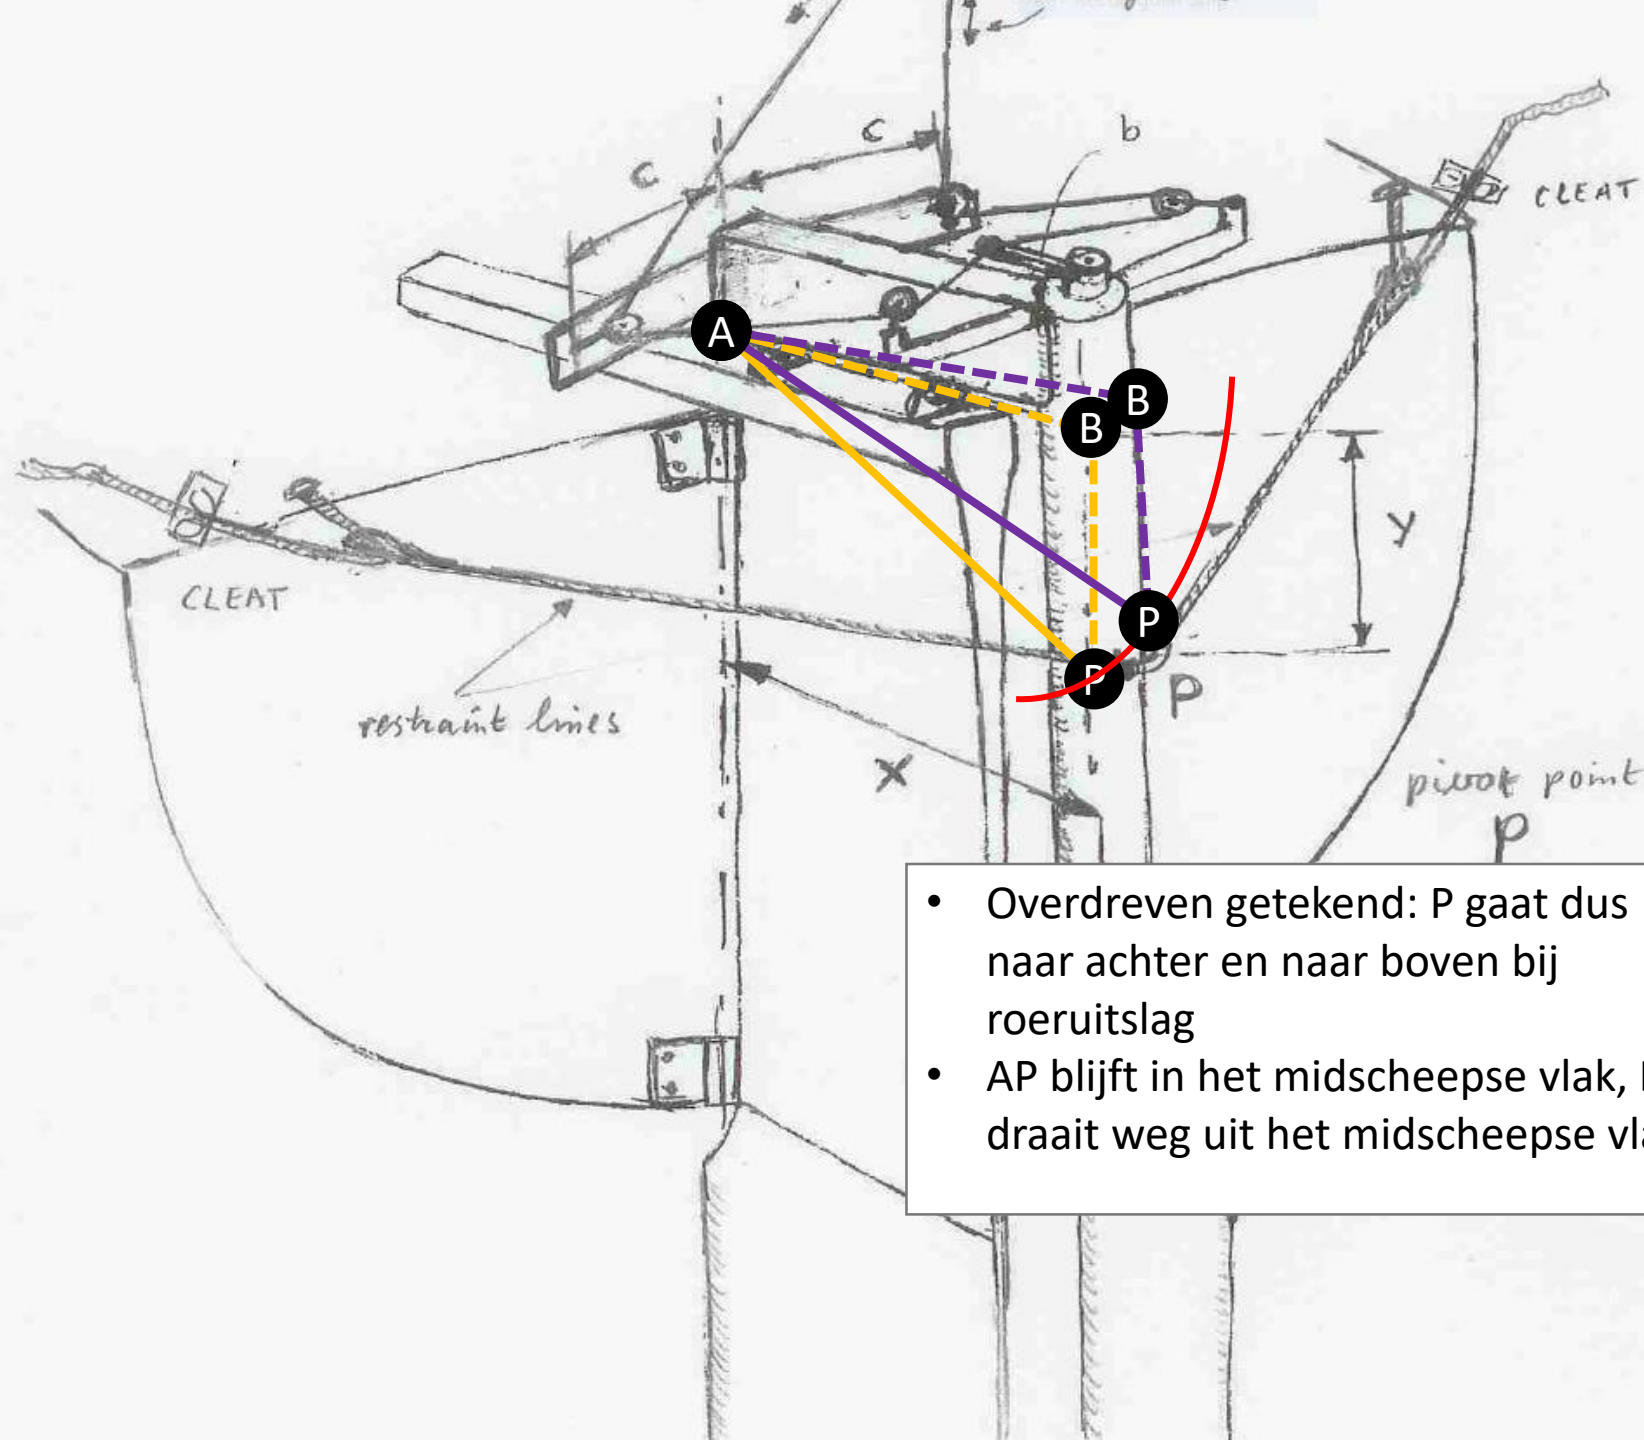 c
c
b
CLEAT
A
B
B
y
CLEAT
P
P
P
restraint lines
x
pivot point
P
• Overdreven getekend: P gaat dus
naar achter en naar boven bij
roeruitslag
• AP blijft in het midscheepse vlak,
draait weg uit het midscheepse